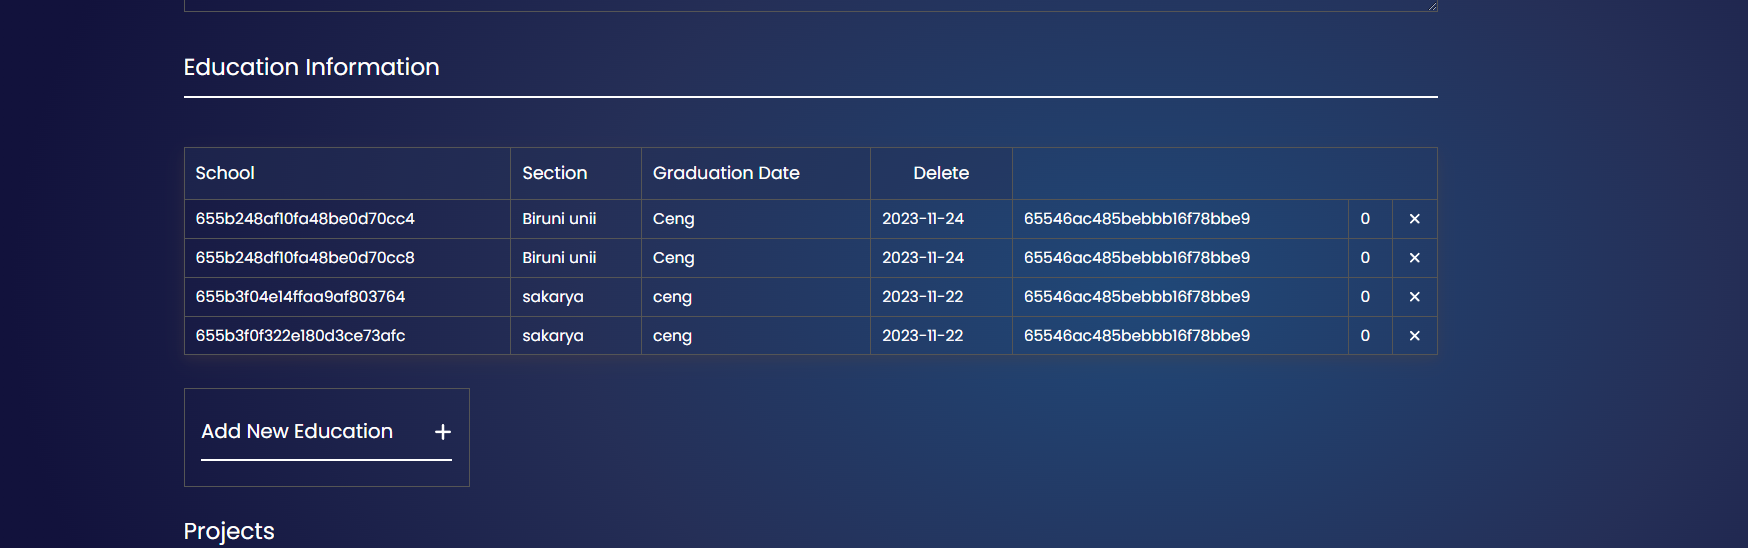 Education Information
School Section Graduation Date Delete
655b248af10fa48be0d70cc4 Biruni unii Ceng 2023-11-24 65546ac485bebbb16f78bbe9 0 ×
655b248df10fa48be0d70cc8 Biruni unii Ceng 2023-11-24 65546ac485bebbb16f78bbe9 0 ×
655b3f04e14ffaa9af803764 sakarya ceng 2023-11-22 65546ac485bebbb16f78bbe9 0 ×
655b3f0f322e180d3ce73afc sakarya ceng 2023-11-22 65546ac485bebbb16f78bbe9 0 ×
Add New Education +
Projects